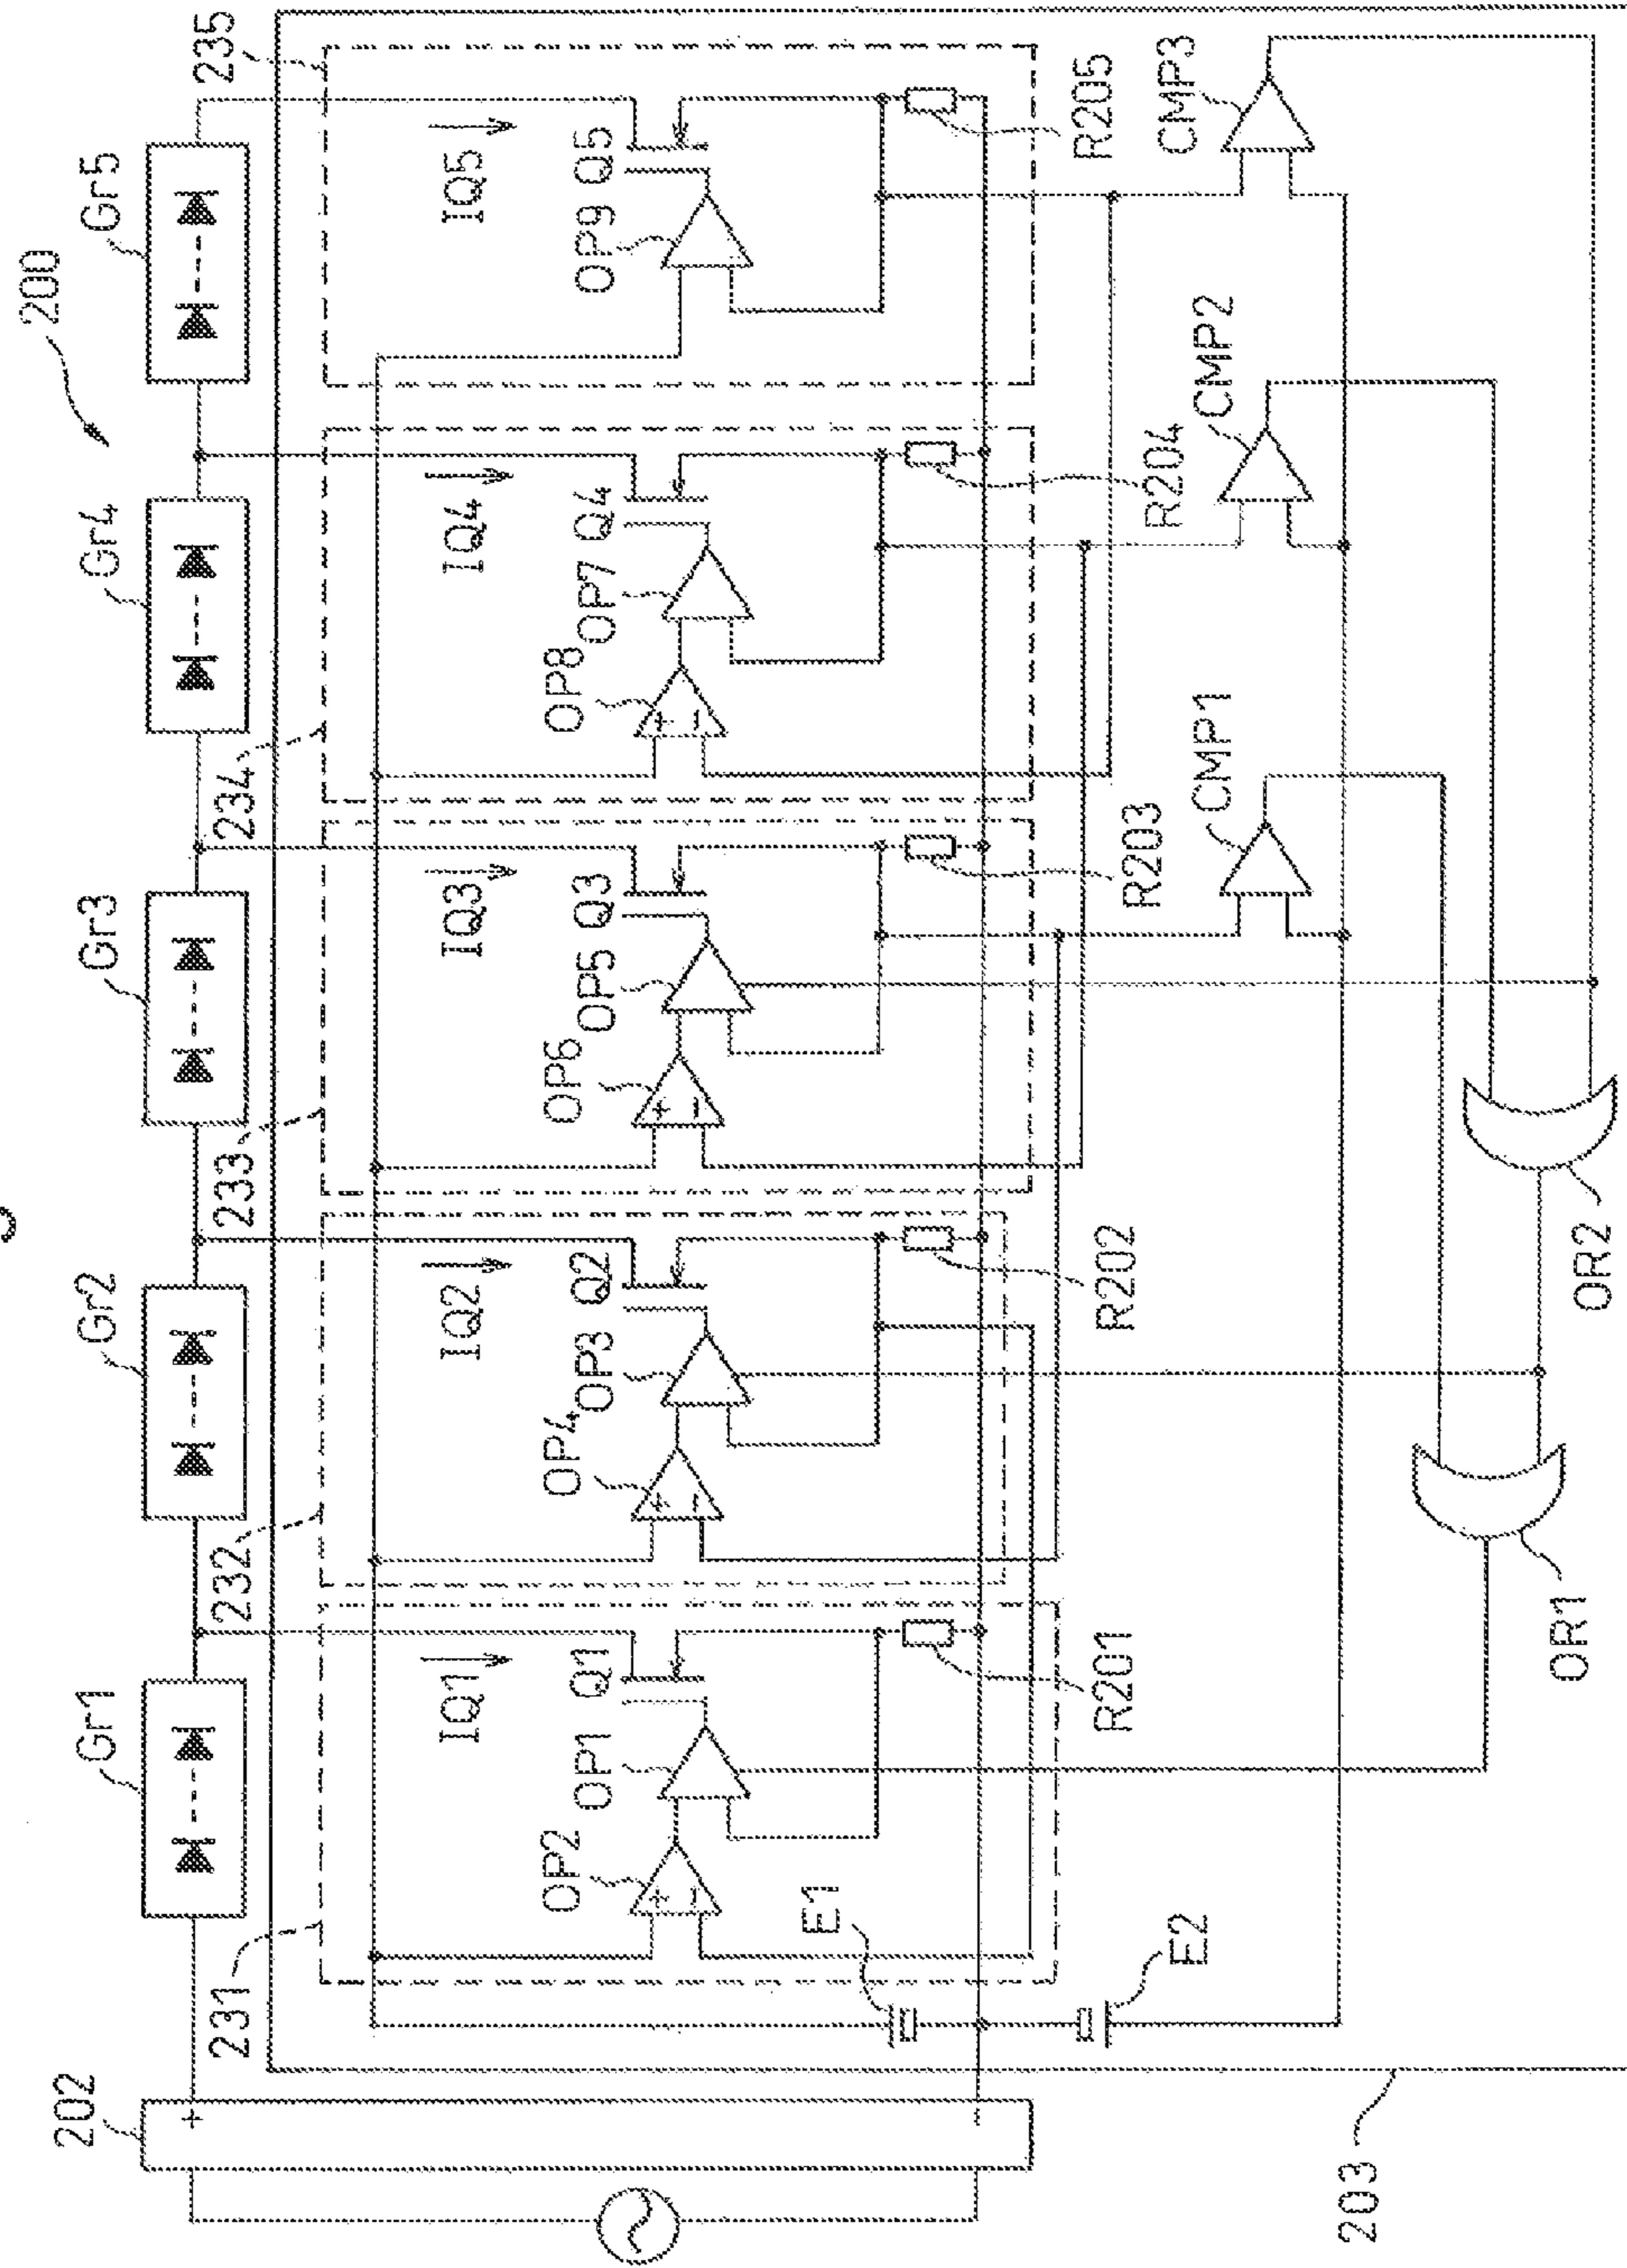 200
Gr1
Gr2
Gr3
Gr4
Gr5
202
+
-
231
232
233
234
235
IQ1
IQ2
IQ3
IQ4
IQ5
OP2
+
-
OP1
Q1
OP4
+
-
OP3
Q2
OP6
+
-
OP5
Q3
OP8
+
-
OP7
Q4
OP9
Q5
E1
E2
R201
R202
R203
R204
R205
CMP1
CMP2
CMP3
OR1
OR2
203